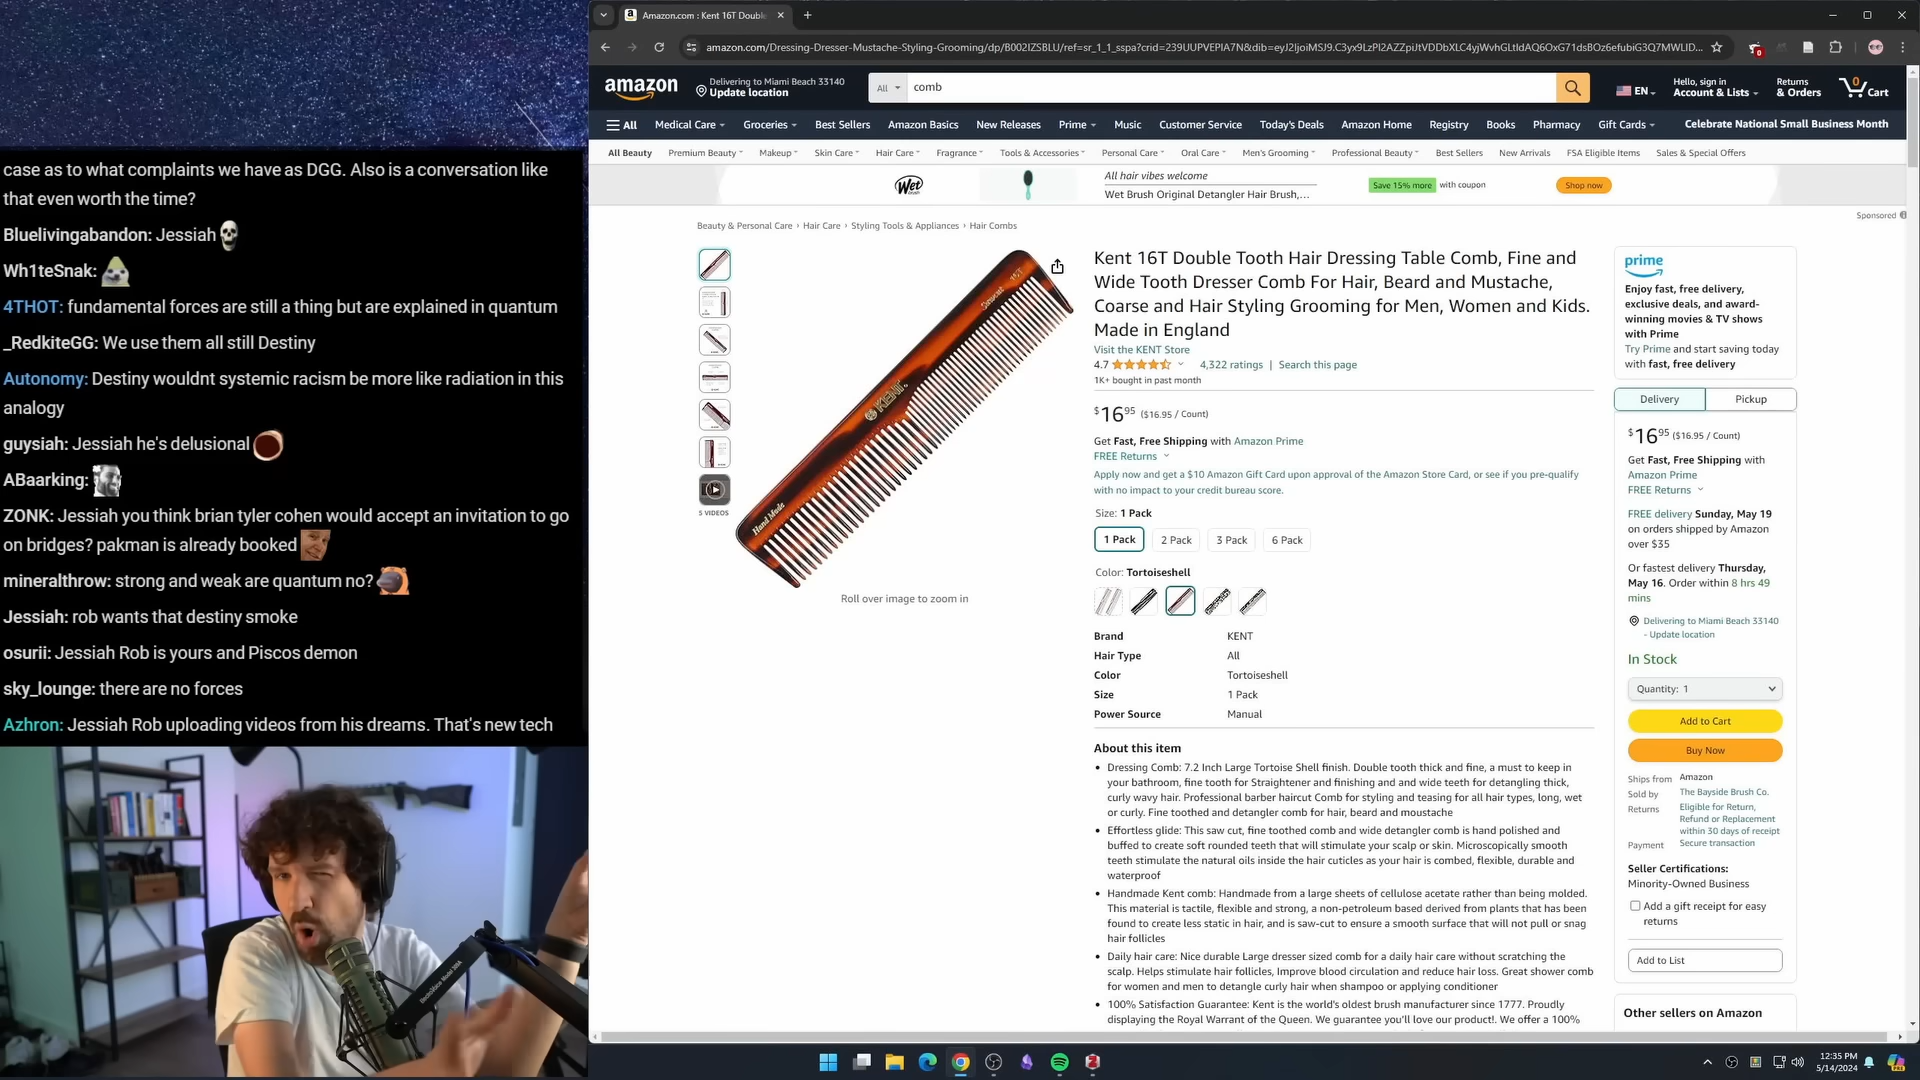 case as to what complaints we have as DGG. Also is a conversation like
that even worth the time?
Bluelivingabandon: Jessiah
Wh1teSnak:
4THOT: fundamental forces are still a thing but are explained in quantum
_RedkiteGG: We use them all still Destiny
Autonomy: Destiny wouldnt systemic racism be more like radiation in this
analogy
guysiah: Jessiah he's delusional
ABaarking:
ZONK: Jessiah you think brian tyler cohen would accept an invitation to go
on bridges? pakman is already booked
mineralthrow: strong and weak are quantum no?
Jessiah: rob wants that destiny smoke
osurii: Jessiah Rob is yours and Piscos demon
sky_lounge: there are no forces
Azhron: Jessiah Rob uploading videos from his dreams. That's new tech
Amazon.com : Kent 16T Double
amazon
Delivering to Miami Beach 33140
Update location
All
comb
EN
Hello, sign in
Account & Lists
Returns
& Orders
0
Cart
All
Medical Care
Groceries
Best Sellers
Amazon Basics
New Releases
Prime
Music
Customer Service
Today's Deals
Amazon Home
Registry
Books
Pharmacy
Gift Cards
Celebrate National Small Business Month
All Beauty
Premium Beauty
Makeup
Skin Care
Hair Care
Fragrance
Tools & Accessories
Personal Care
Oral Care
Men's Grooming
Professional Beauty
Best Sellers
New Arrivals
FSA Eligible Items
Sales & Special Offers
Wet
All hair vibes welcome
Wet Brush Original Detangler Hair Brush,...
Save 15% more with coupon
Shop now
Sponsored
Beauty & Personal Care › Hair Care › Styling Tools & Appliances › Hair Combs
16T
KENT
Hand Made
5 VIDEOS
Roll over image to zoom in
Kent 16T Double Tooth Hair Dressing Table Comb, Fine and
Wide Tooth Dresser Comb For Hair, Beard and Mustache,
Coarse and Hair Styling Grooming for Men, Women and Kids.
Made in England
Visit the KENT Store
4.7
4,322 ratings | Search this page
1K+ bought in past month
$16 95 ($16.95 / Count)
Get Fast, Free Shipping with Amazon Prime
FREE Returns
Apply now and get a $10 Amazon Gift Card upon approval of the Amazon Store Card, or see if you pre-qualify
with no impact to your credit bureau score.
Size: 1 Pack
1 Pack
2 Pack
3 Pack
6 Pack
Color: Tortoiseshell
Brand KENT
Hair Type All
Color Tortoiseshell
Size 1 Pack
Power Source Manual
About this item
• Dressing Comb: 7.2 Inch Large Tortoise Shell finish. Double tooth thick and fine, a must to keep in
your bathroom, fine tooth for Straightener and finishing and and wide teeth for detangling thick,
curly wavy hair. Professional barber haircut Comb for styling and teasing for all hair types, long, wet
or curly. Fine toothed and detangler comb for hair, beard and moustache
• Effortless glide: This saw cut, fine toothed comb and wide detangler comb is hand polished and
buffed to create soft rounded teeth that will stimulate your scalp or skin. Microscopically smooth
teeth stimulate the natural oils inside the hair cuticles as your hair is combed, flexible, durable and
waterproof
• Handmade Kent comb: Handmade from a large sheets of cellulose acetate rather than being molded.
This material is tactile, flexible and strong, a non-petroleum based derived from plants that has been
found to create less static in hair, and is saw-cut to ensure a smooth surface that will not pull or snag
hair follicles
• Daily hair care: Nice durable Large dresser sized comb for a daily hair care without scratching the
scalp. Helps stimulate hair follicles, Improve blood circulation and reduce hair loss. Great shower comb
for women and men to detangle curly hair when shampoo or applying conditioner
• 100% Satisfaction Guarantee: Kent is the world's oldest brush manufacturer since 1777. Proudly
displaying the Royal Warrant of the Queen. We guarantee you'll love our product!. We offer a 100%
prime
Enjoy fast, free delivery,
exclusive deals, and award-
winning movies & TV shows
with Prime
Try Prime and start saving today
with fast, free delivery
Delivery
Pickup
$16 95 ($16.95 / Count)
Get Fast, Free Shipping with
Amazon Prime
FREE Returns
FREE delivery Sunday, May 19
on orders shipped by Amazon
over $35
Or fastest delivery Thursday,
May 16. Order within 8 hrs 49
mins
Delivering to Miami Beach 33140
- Update location
In Stock
Quantity: 1
Add to Cart
Buy Now
Ships from Amazon
Sold by The Bayside Brush Co.
Returns Eligible for Return,
Refund or Replacement
within 30 days of receipt
Payment Secure transaction
Seller Certifications:
Minority-Owned Business
Add a gift receipt for easy
returns
Add to List
Other sellers on Amazon
12:35 PM
5/14/2024